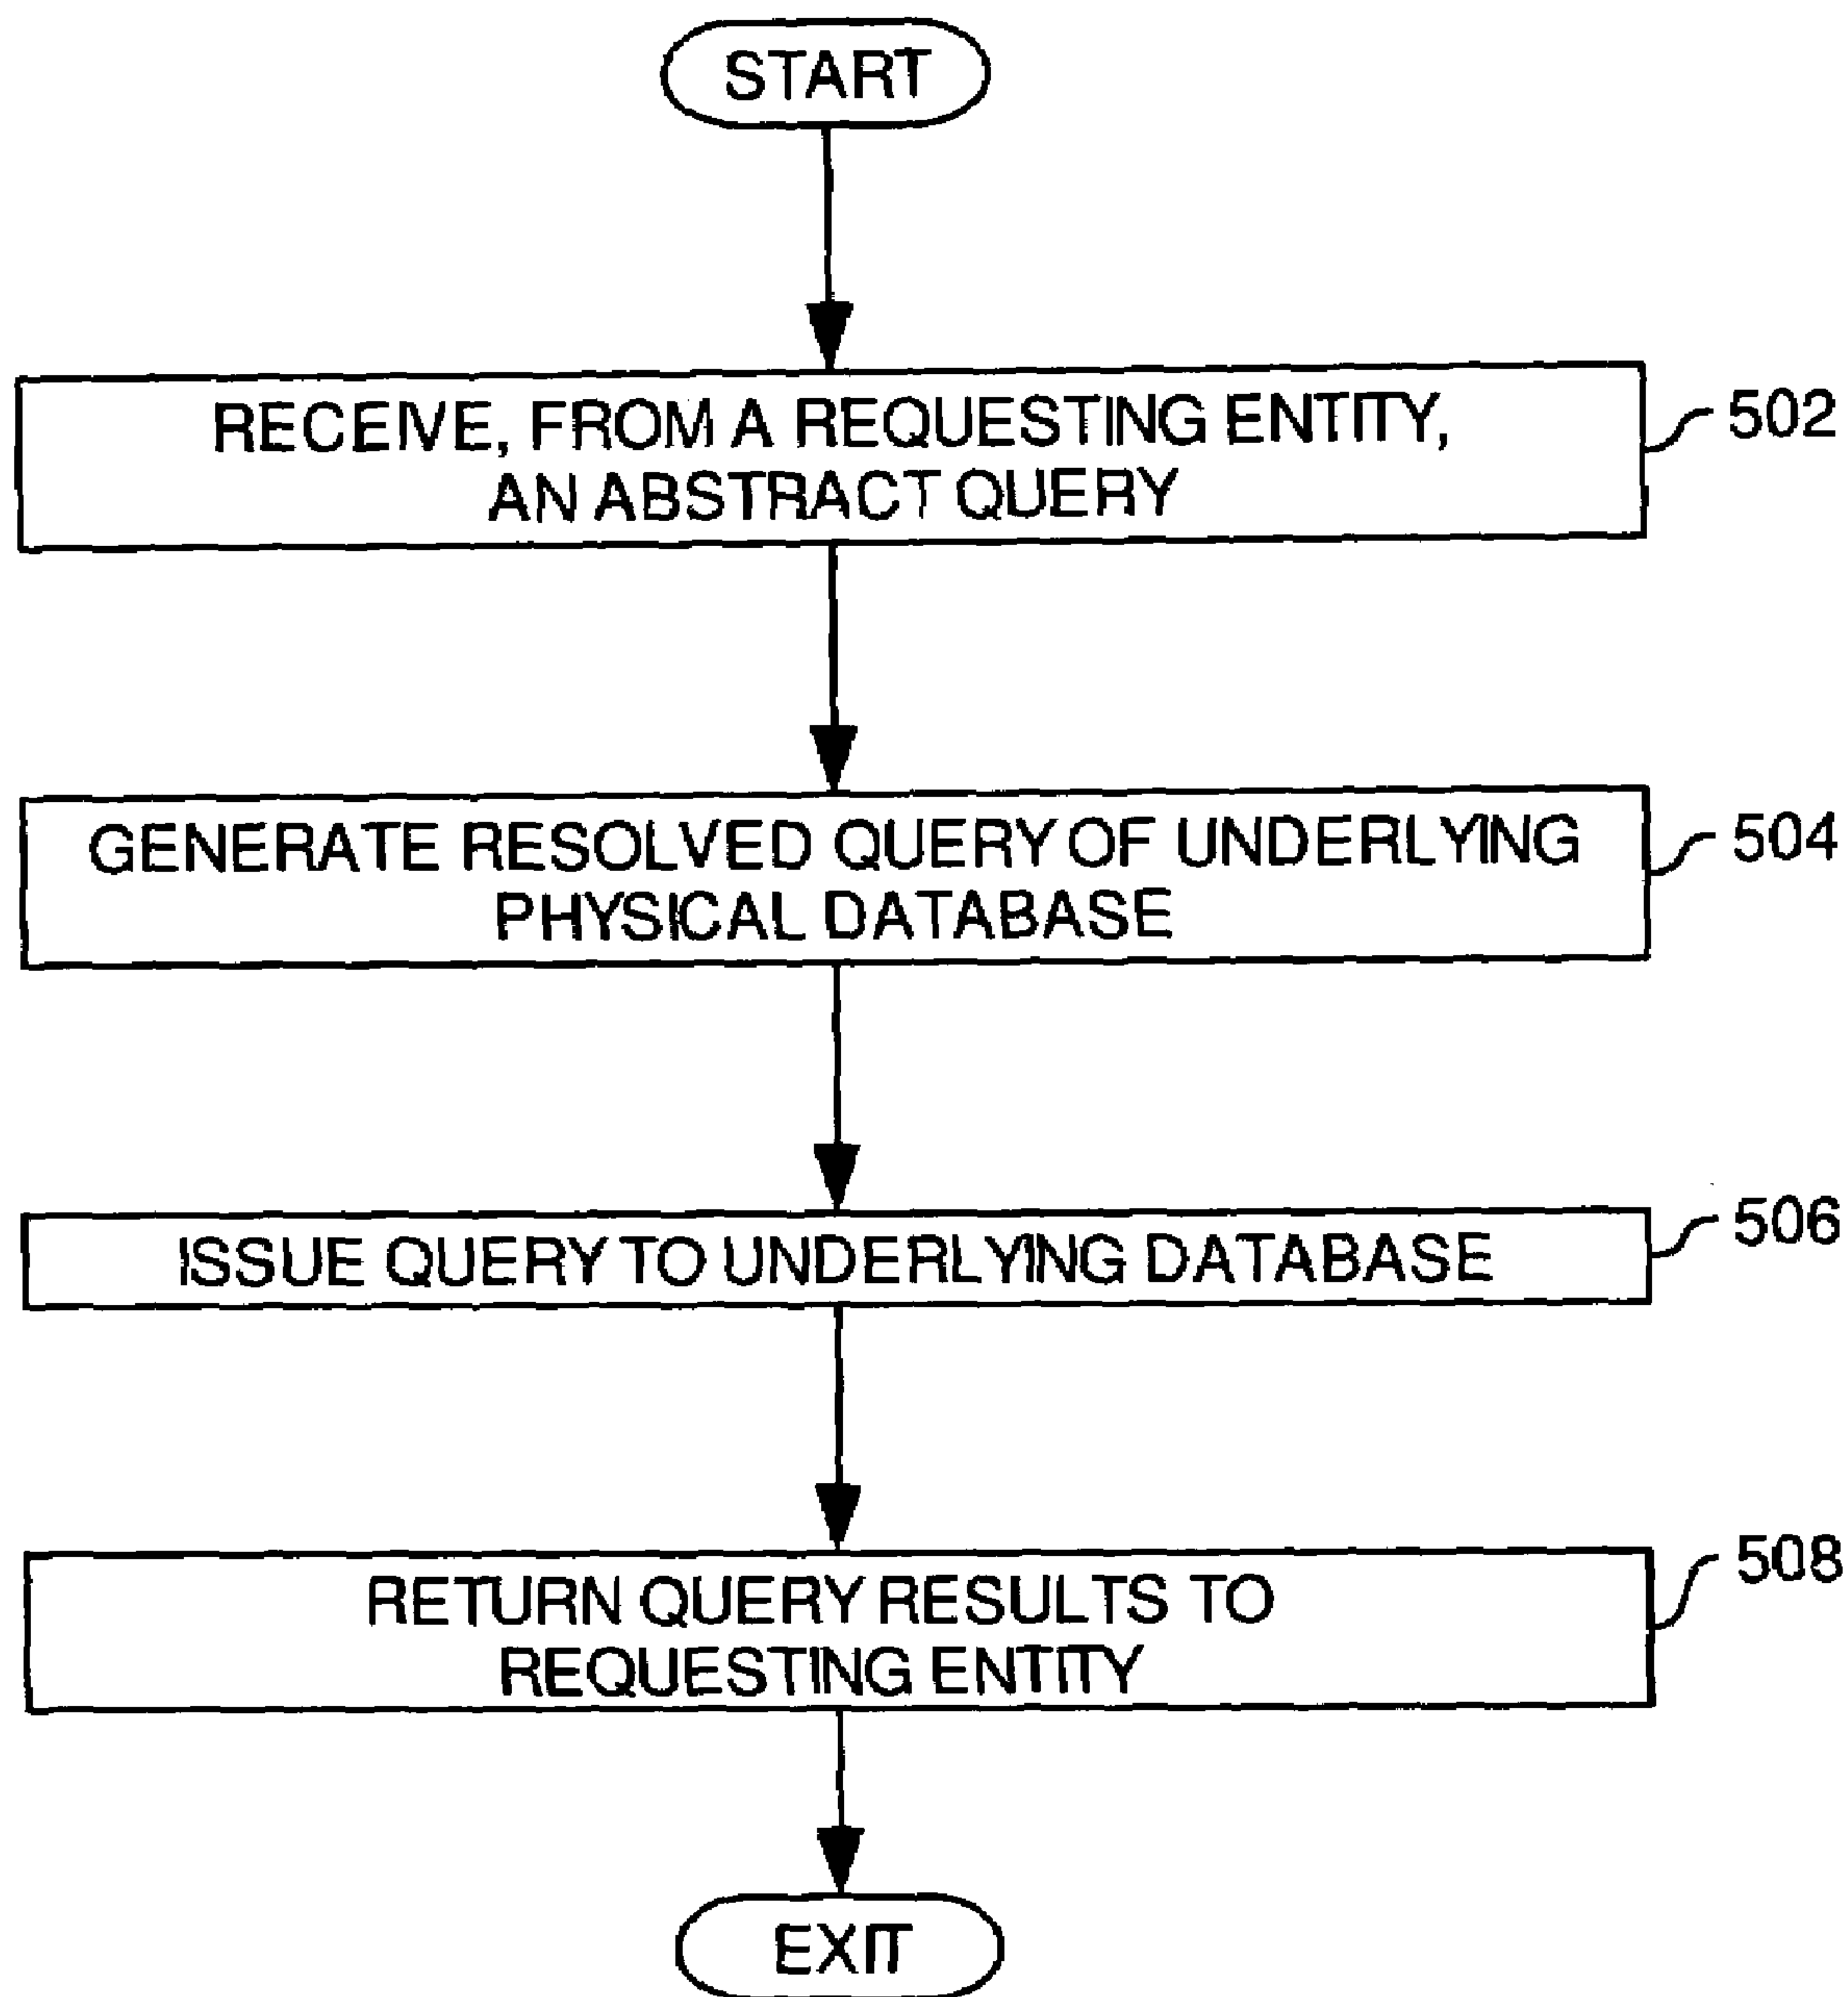 START
RECEIVE, FROM A REQUESTING ENTITY,
AN ABSTRACT QUERY
502
GENERATE RESOLVED QUERY OF UNDERLYING
PHYSICAL DATABASE
504
ISSUE QUERY TO UNDERLYING DATABASE
506
RETURN QUERY RESULTS TO
REQUESTING ENTITY
508
EXIT